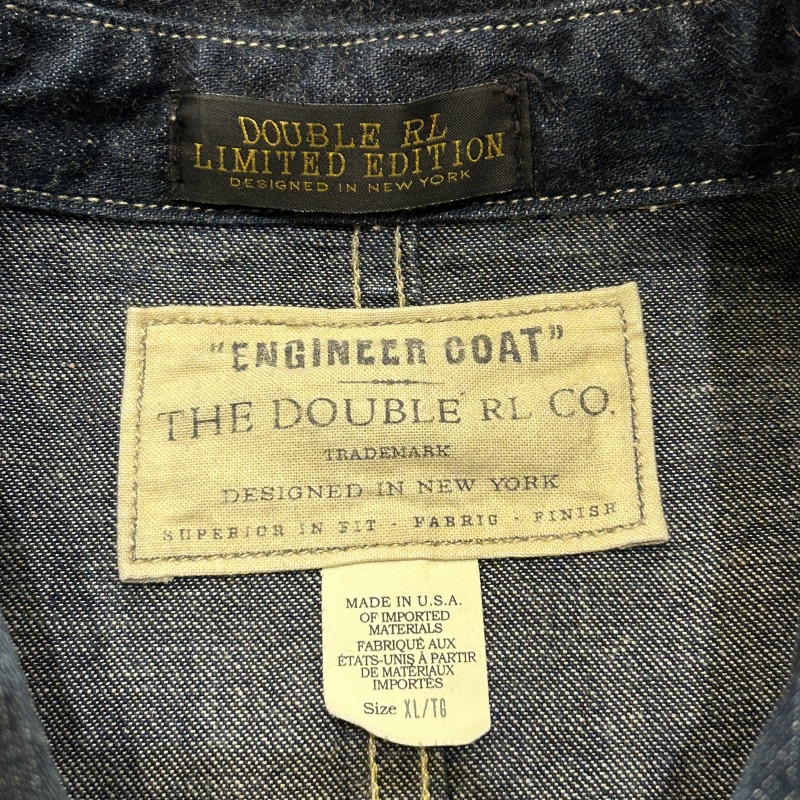 DOUBLE RL
LIMITED EDITION
DESIGNED IN NEW YORK
"ENGINEER COAT"
THE DOUBLE RL CO.
TRADEMARK
DESIGNED IN NEW YORK
SUPERIOR IN FIT - FABRIC - FINISH
MADE IN U.S.A.
OF IMPORTED
MATERIALS
FABRIQUÉ AUX
ÉTATS-UNIS À PARTIR
DE MATÉRIAUX
IMPORTÉS
Size XL/TG